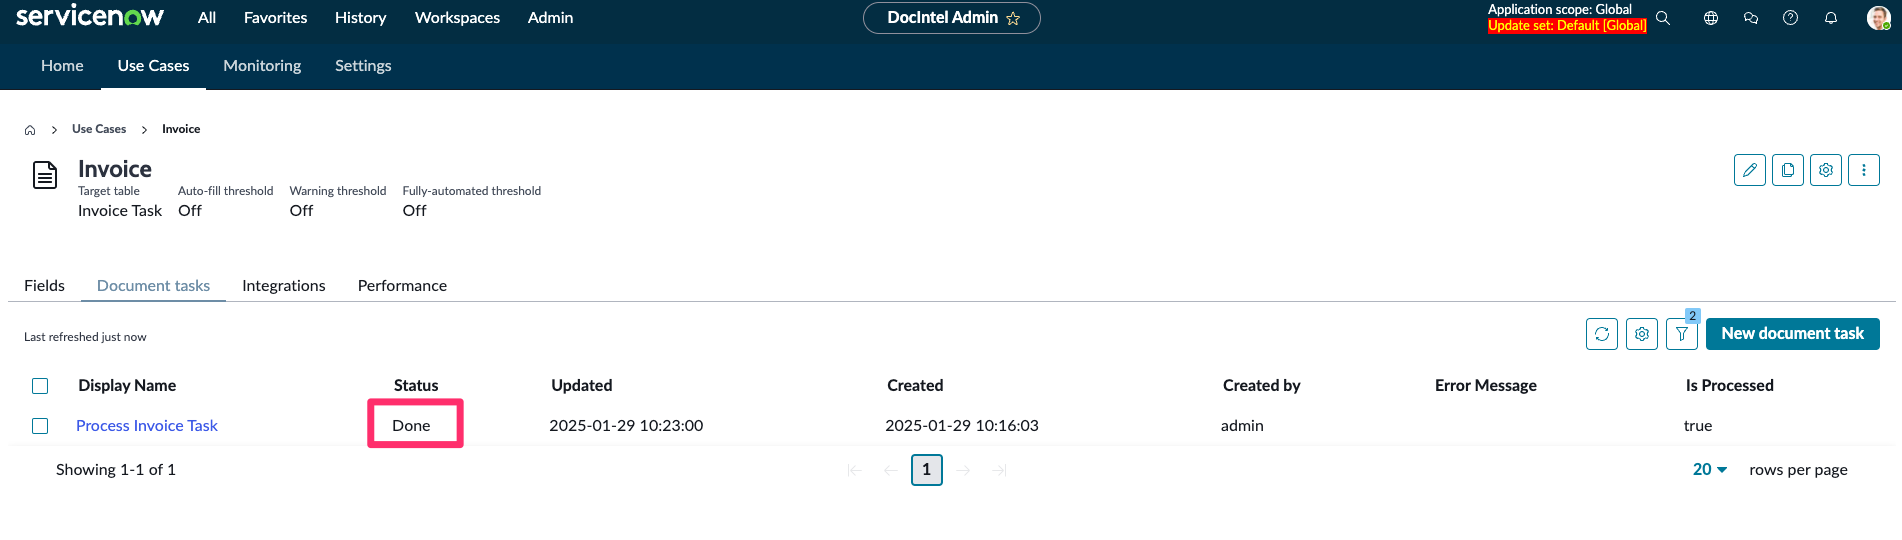 servicenow All Favorites History Workspaces Admin DocIntel Admin Application scope: Global
Update set: Default [Global]
Home Use Cases Monitoring Settings
Use Cases Invoice
Invoice
Target table Auto-fill threshold Warning threshold Fully-automated threshold
Invoice Task Off Off Off
Fields Document tasks Integrations Performance
2
Last refreshed just now New document task
Display Name Status Updated Created Created by Error Message Is Processed
Process Invoice Task Done 2025-01-29 10:23:00 2025-01-29 10:16:03 admin true
Showing 1-1 of 1 1 20 rows per page